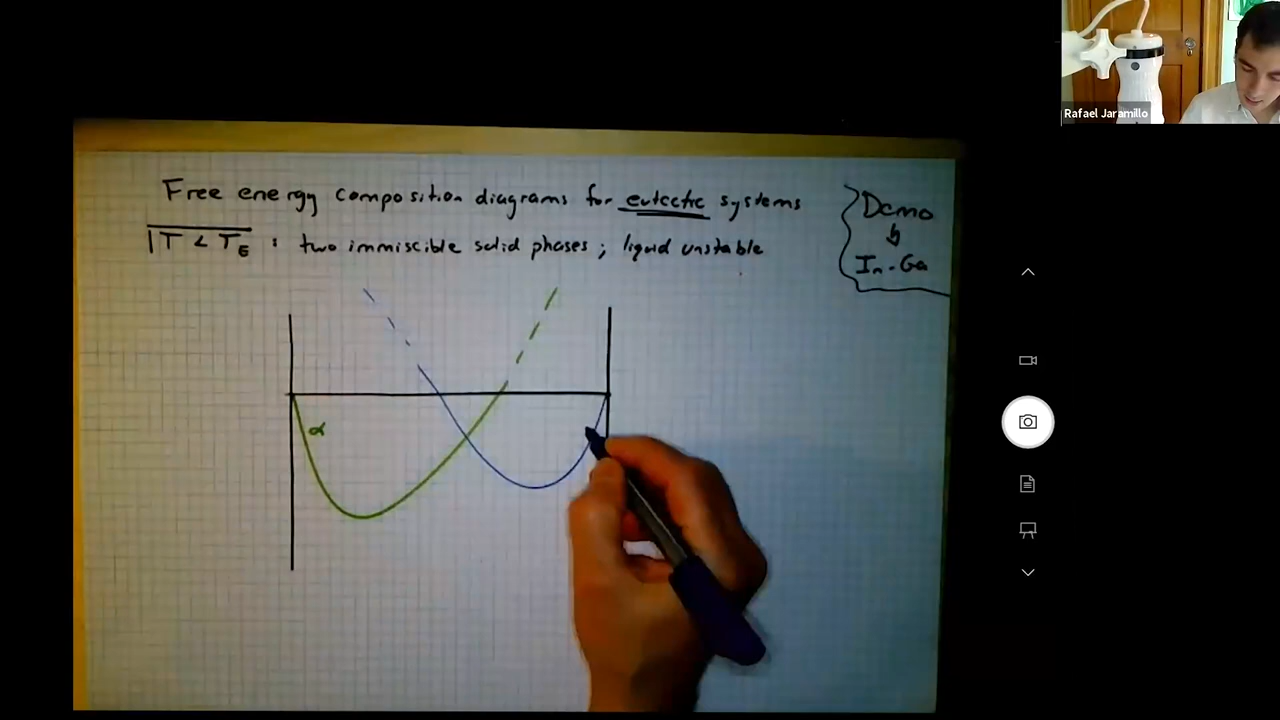 Free energy composition diagrams for eutectic systems
T < T_E : two immiscible solid phases ; liquid unstable
Demo
↳
In-Ga
α
Rafael Jaramillo